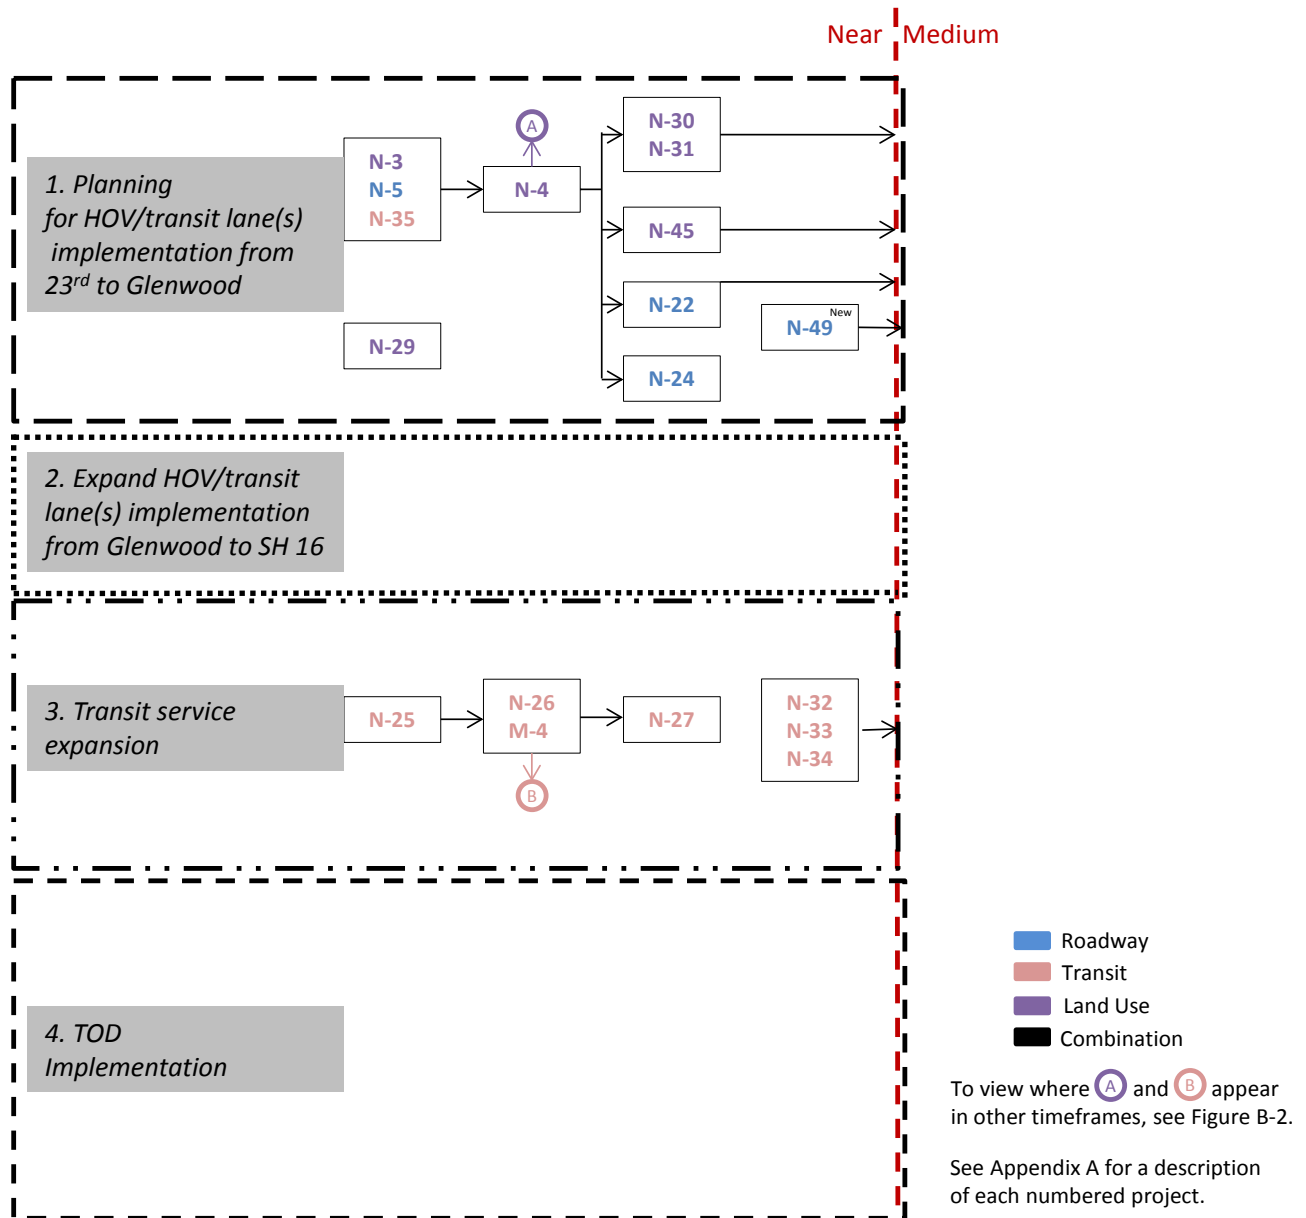 Near
Medium
1. Planning
for HOV/transit lane(s)
implementation from
23rd to Glenwood
N-3
N-5
N-35
N-29
A
N-4
N-30
N-31
N-45
N-22
N-24
New
N-49
2. Expand HOV/transit
lane(s) implementation
from Glenwood to SH 16
3. Transit service
expansion
N-25
N-26
M-4
B
N-27
N-32
N-33
N-34
4. TOD
Implementation
Roadway
Transit
Land Use
Combination
To view where A and B appear
in other timeframes, see Figure B-2.
See Appendix A for a description
of each numbered project.